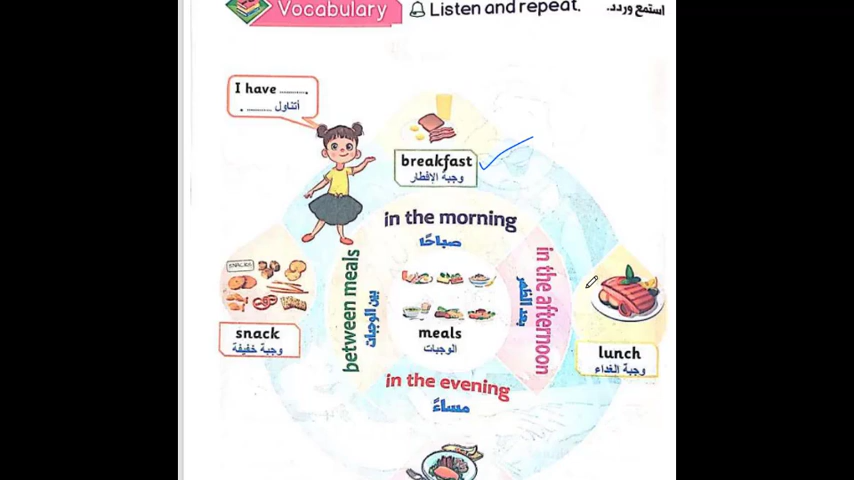 Vocabulary
Listen and repeat.
استمع وردد.
I have .........
أتناول ......... .
breakfast
وجبة الإفطار
in the morning
صباحًا
SNACKS
snack
وجبة خفيفة
between meals
بين الوجبات
meals
الوجبات
in the afternoon
بعد الظهر
lunch
وجبة الغداء
in the evening
مساءً